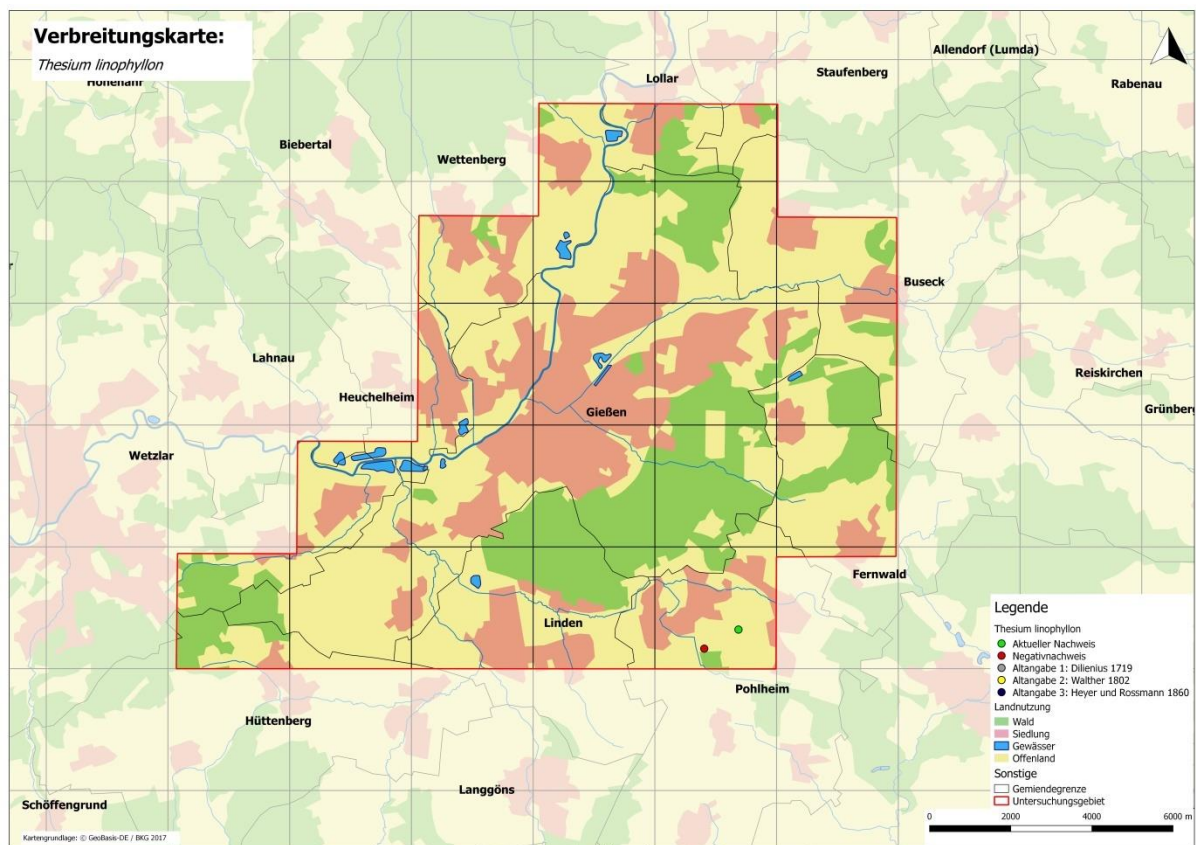 Verbreitungskarte:
Thesium linophyllon
Hohenahr
Allendorf (Lumda)
Lollar
Staufenberg
Rabenau
Biebertal
Wettenberg
Buseck
Lahnau
Reiskirchen
Heuchelheim
Grünberg
Gießen
Wetzlar
Fernwald
Linden
Pohlheim
Hüttenberg
Langgöns
Schöffengrund
Legende
Thesium linophyllon
Aktueller Nachweis
Negativnachweis
Altangabe 1: Dilienius 1719
Altangabe 2: Walther 1802
Altangabe 3: Heyer und Rossmann 1860
Landnutzung
Wald
Siedlung
Gewässer
Offenland
Sonstige
Gemiendegrenze
Untersuchungsgebiet
0 2000 4000 6000 m
Kartengrundlage: © GeoBasis-DE / BKG 2017